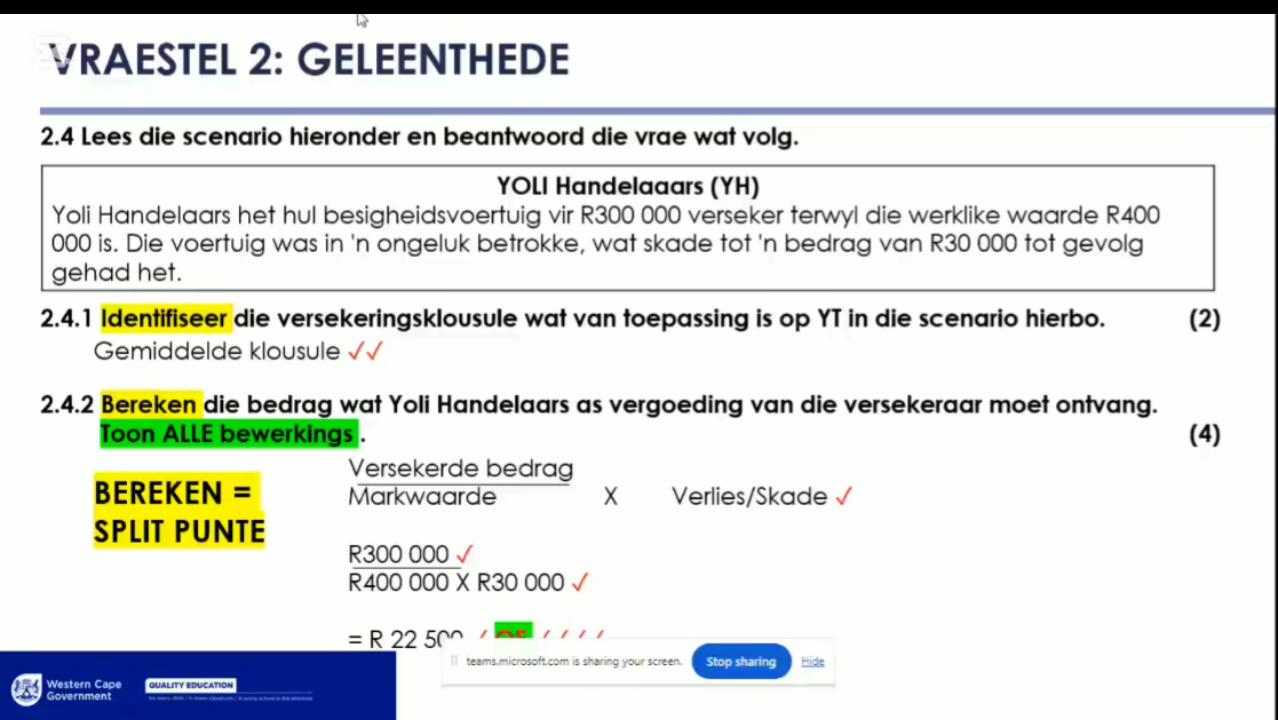 VRAESTEL 2: GELEENTHEDE
2.4 Lees die scenario hieronder en beantwoord die vrae wat volg.
YOLI Handelaaars (YH)
Yoli Handelaars het hul besigheidsvoertuig vir R300 000 verseker terwyl die werklike waarde R400
000 is. Die voertuig was in 'n ongeluk betrokke, wat skade tot 'n bedrag van R30 000 tot gevolg
gehad het.
2.4.1 Identifiseer die versekeringsklousule wat van toepassing is op YT in die scenario hierbo. (2)
Gemiddelde klousule ✓✓
2.4.2 Bereken die bedrag wat Yoli Handelaars as vergoeding van die versekeraar moet ontvang.
Toon ALLE bewerkings . (4)
BEREKEN =
SPLIT PUNTE
Versekerde bedrag
Markwaarde X Verlies/Skade ✓
R300 000 ✓
R400 000 X R30 000 ✓
= R 22 500 ✓ OF ✓✓✓✓
teams.microsoft.com is sharing your screen. Stop sharing Hide
Western Cape
Government
QUALITY EDUCATION